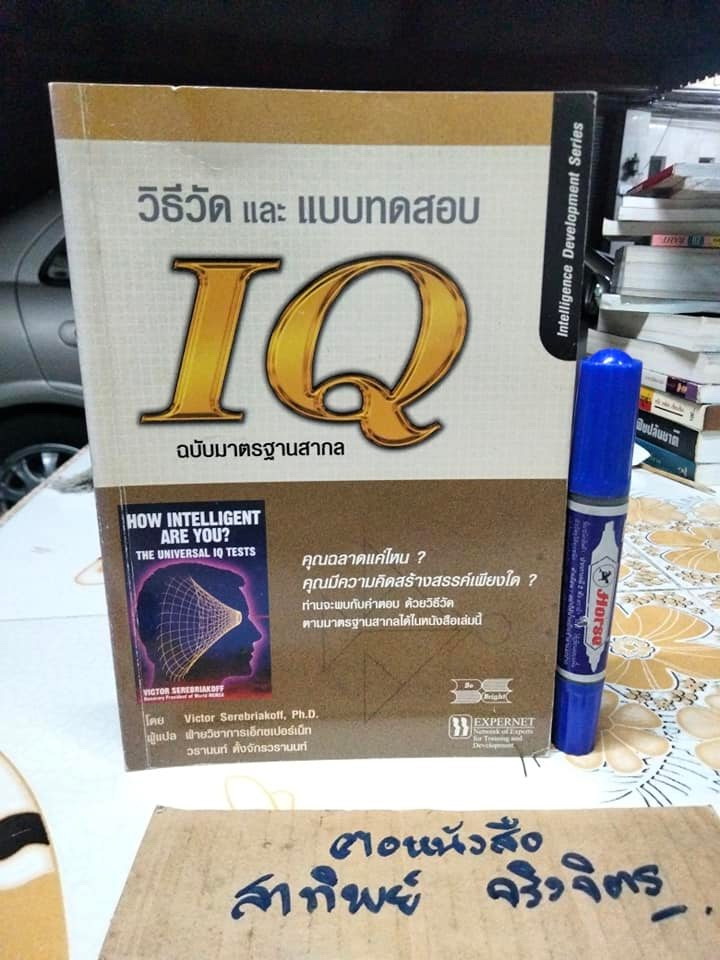 Intelligence Development Series
วิธีวัด และ แบบทดสอบ
IQ
ฉบับมาตรฐานสากล
HOW INTELLIGENT
ARE YOU?
THE UNIVERSAL IQ TESTS
VICTOR SEREBRIAKOFF
Honorary President of World MENSA
คุณฉลาดแค่ไหน ?
คุณมีความคิดสร้างสรรค์เพียงใด ?
ท่านจะพบกับคำตอบ ด้วยวิธีวัด
ตามมาตรฐานสากลได้ในหนังสือเล่มนี้
โดย Victor Serebriakoff, Ph.D.
ผู้แปล ฝ่ายวิชาการเอ็กซเปอร์เน็ท
วรานนท์ ตั้งจักรวรานนท์
Be Bright
EXPERNET
Network of Experts
for Training and
Development
Horse
ตอหนังสือ
สาทิพย์ จริงจิตร